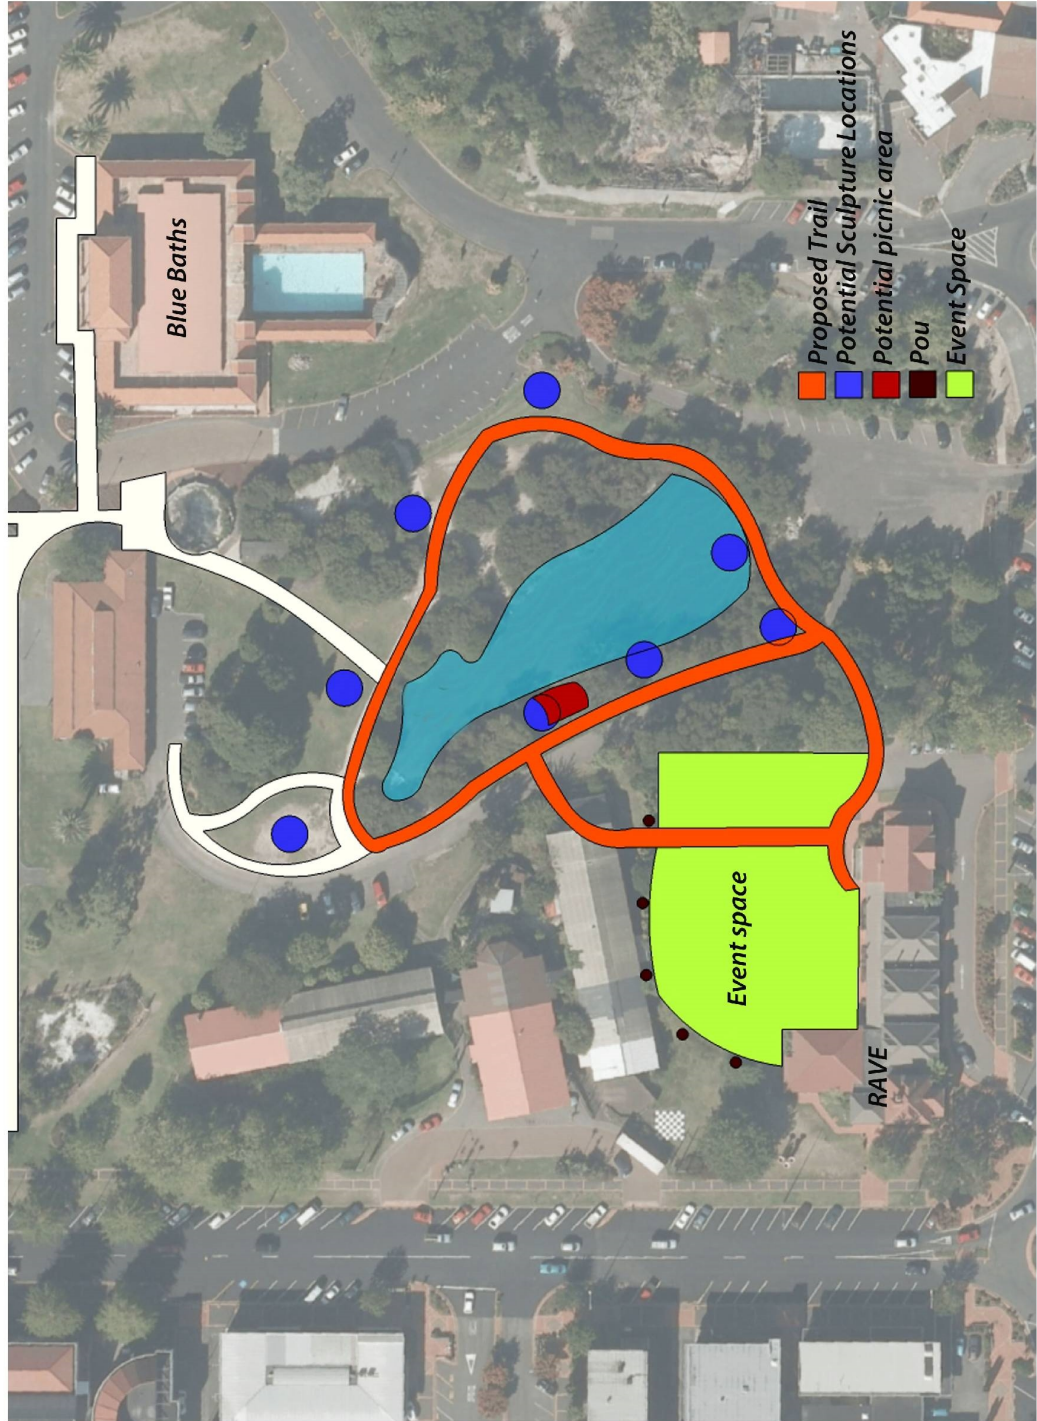 Blue Baths
Proposed Trail
Potential Sculpture Locations
Potential picnic area
Pou
Event Space
Event space
RAVE